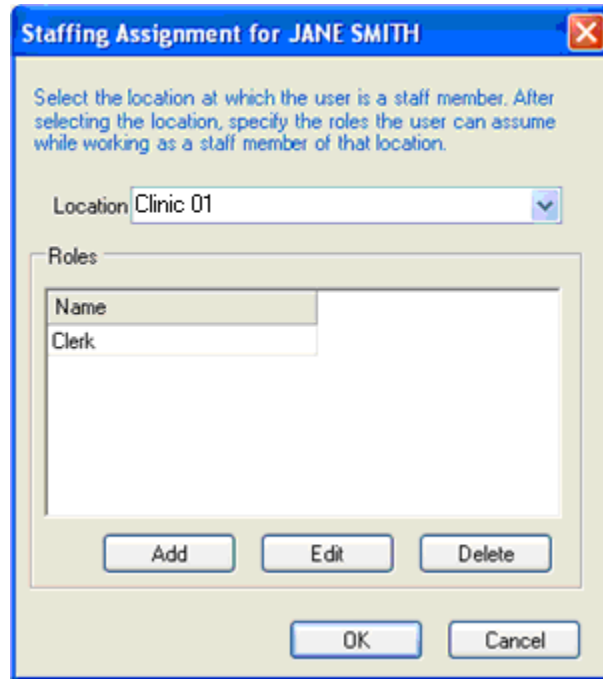 Staffing Assignment for JANE SMITH
Select the location at which the user is a staff member. After
selecting the location, specify the roles the user can assume
while working as a staff member of that location.
Location Clinic 01
Roles
Name
Clerk
Add Edit Delete
OK Cancel